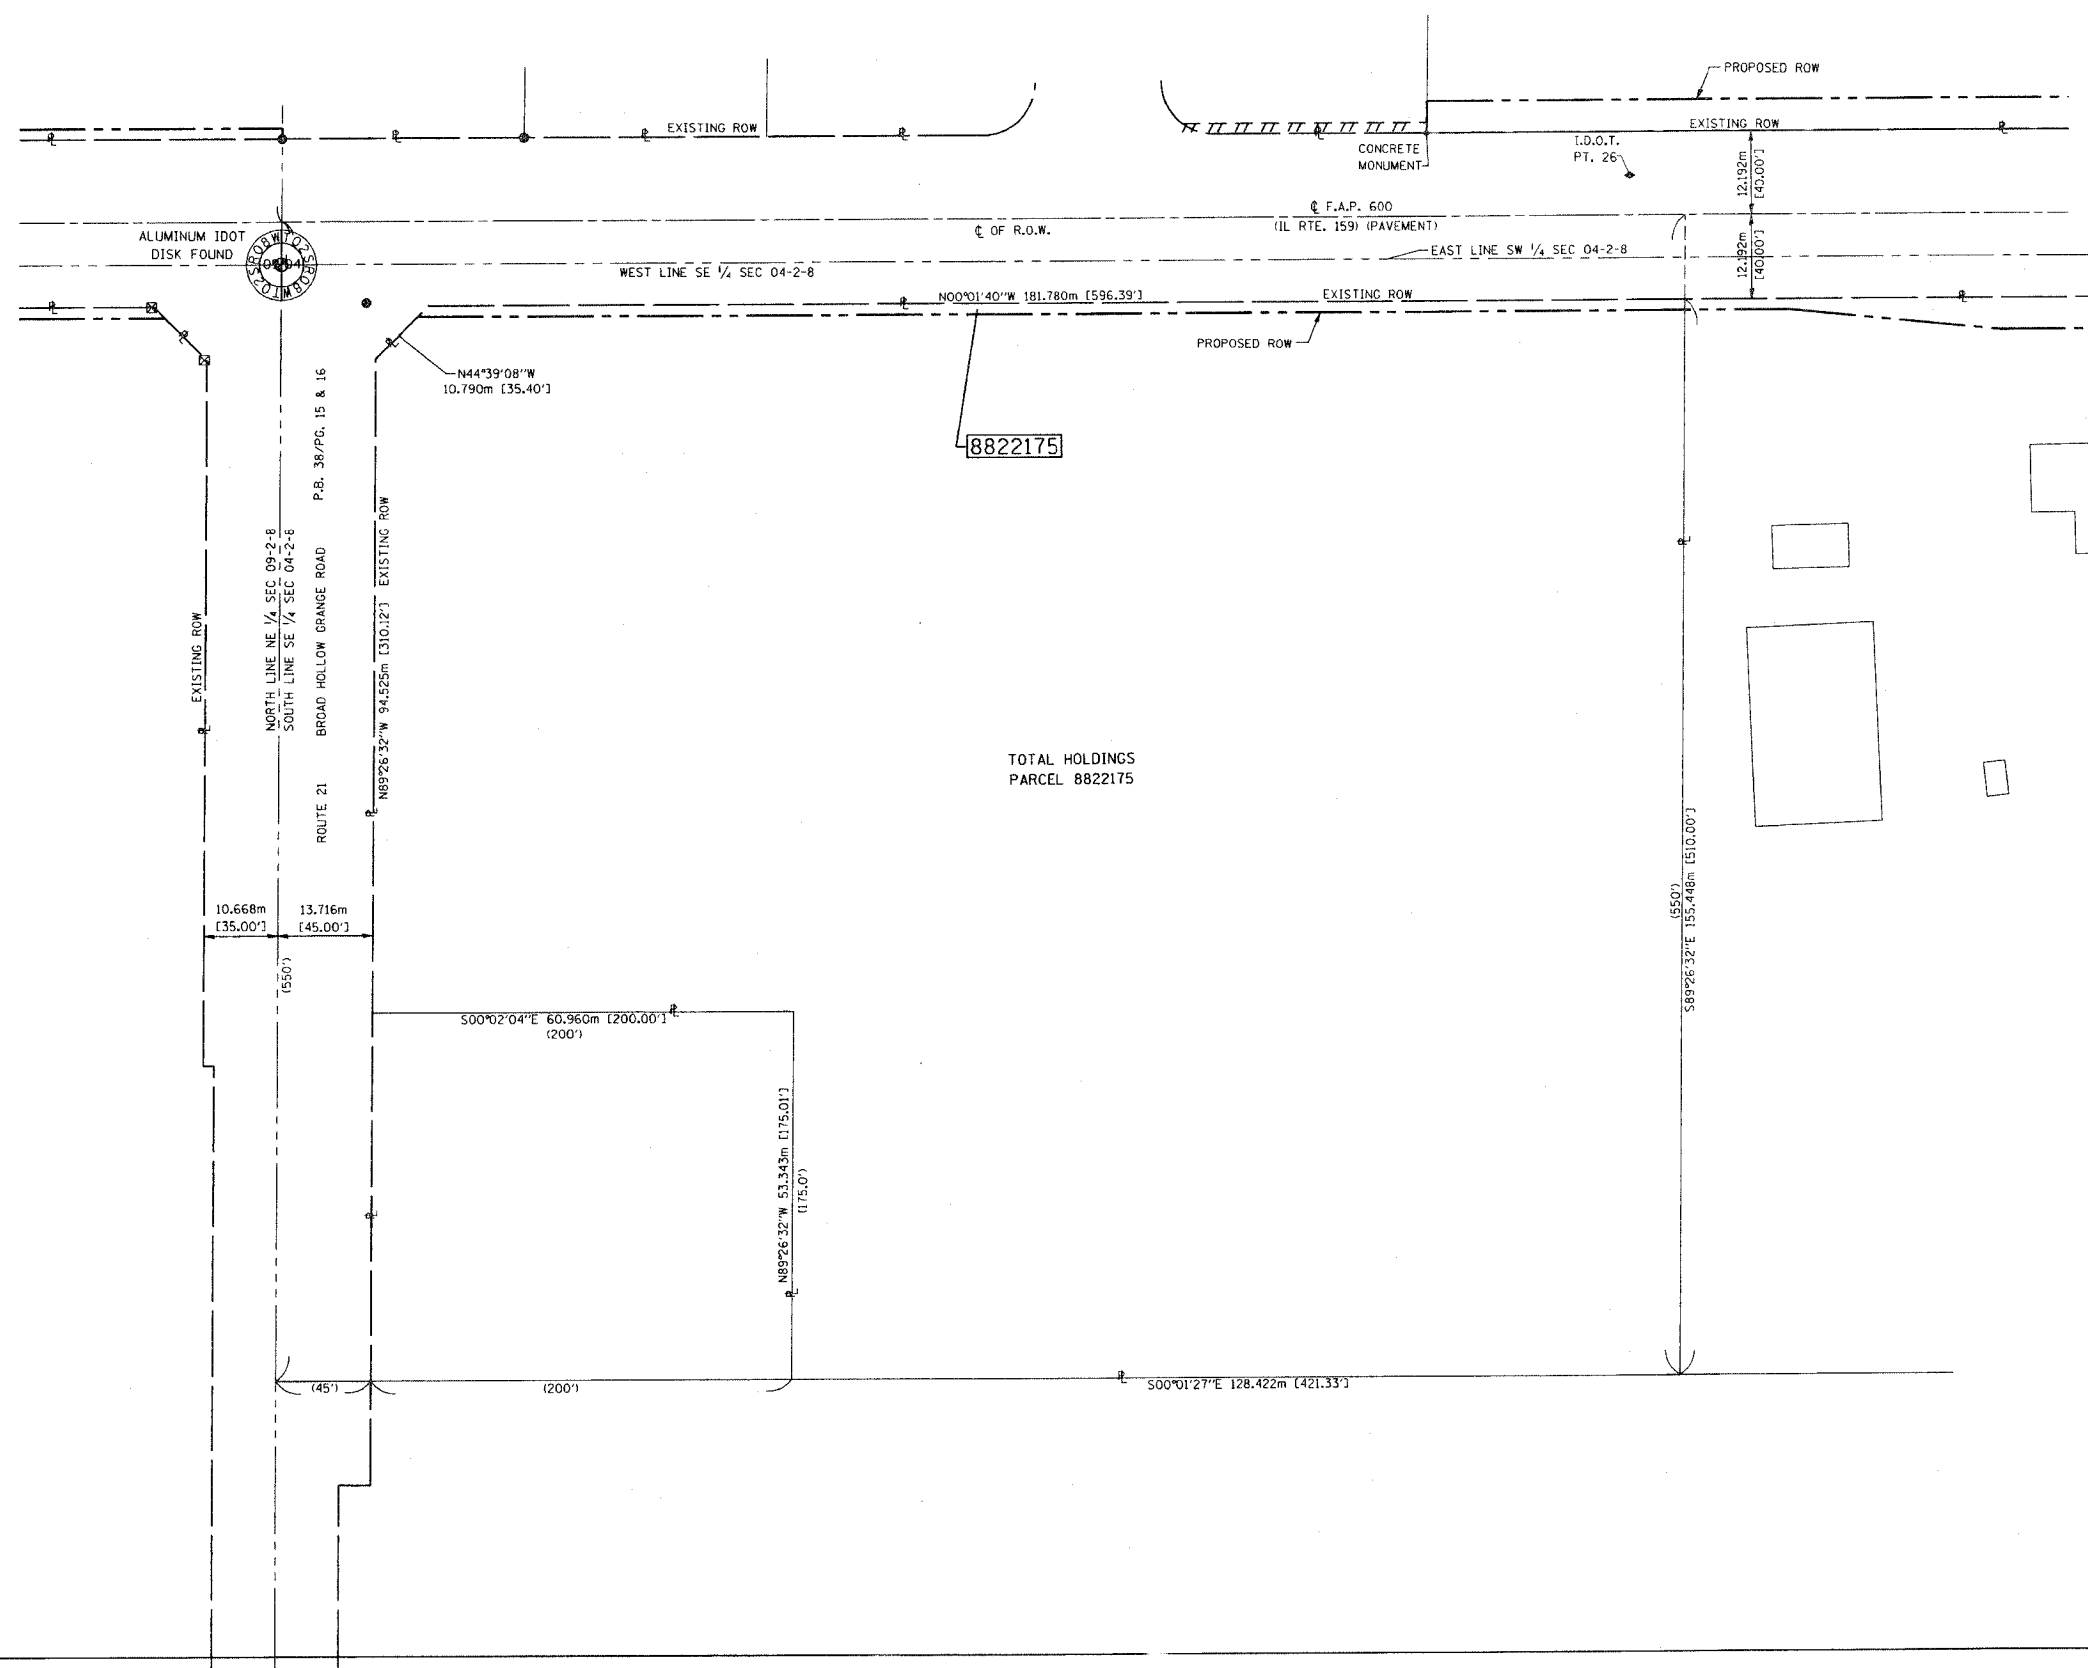 PROPOSED ROW
EXISTING ROW
EXISTING ROW
CONCRETE
MONUMENT
I.D.O.T.
PT. 26
12.192m
[40.00']
ALUMINUM IDOT
DISK FOUND
℄ OF R.O.W.
℄ F.A.P. 600
(IL RTE. 159) (PAVEMENT)
EAST LINE SW 1/4 SEC 04-2-8
12.192m
[40.00']
WEST LINE SE 1/4 SEC 04-2-8
N00°01'40"W 181.780m [596.39']
EXISTING ROW
PROPOSED ROW
N44°39'08"W
10.790m [35.40']
8822175
P.B. 38/PG. 15 & 16
BROAD HOLLOW GRANGE ROAD
ROUTE 21
NORTH LINE NE 1/4 SEC 09-2-8
SOUTH LINE SE 1/4 SEC 04-2-8
EXISTING ROW
N89°26'32"W 94.525m [310.12'] EXISTING ROW
TOTAL HOLDINGS
PARCEL 8822175
(550')
S89°26'32"E 155.448m [510.00']
10.668m
[35.00']
13.716m
[45.00']
(550')
S00°02'04"E 60.960m [200.00']
(200')
N89°26'32"W 53.343m [175.01']
(175.0')
(45')
(200')
S00°01'27"E 128.422m [421.33']